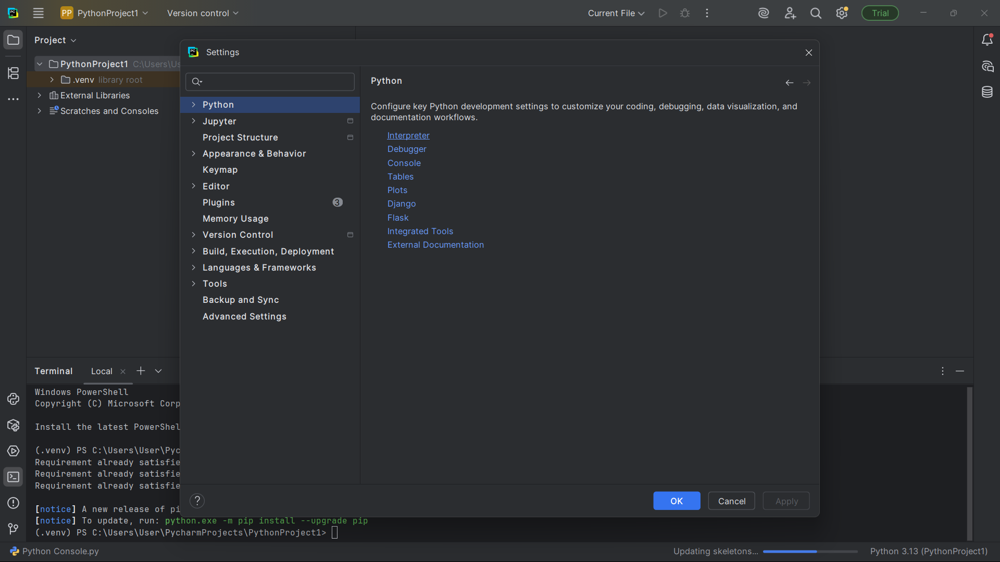 PP PythonProject1
Version control
Current File
Trial
Project
PythonProject1 C:\Users\Us
.venv library root
External Libraries
Scratches and Consoles
Settings
Python
Jupyter
Project Structure
Appearance & Behavior
Keymap
Editor
Plugins 3
Memory Usage
Version Control
Build, Execution, Deployment
Languages & Frameworks
Tools
Backup and Sync
Advanced Settings
Python
Configure key Python development settings to customize your coding, debugging, data visualization, and
documentation workflows.
Interpreter
Debugger
Console
Tables
Plots
Django
Flask
Integrated Tools
External Documentation
?
OK
Cancel
Apply
Terminal
Local
Windows PowerShell
Copyright (C) Microsoft Corp
Install the latest PowerShel
(.venv) PS C:\Users\User\Pyc
Requirement already satisfie
Requirement already satisfie
Requirement already satisfie
[notice] A new release of pi
[notice] To update, run: python.exe -m pip install --upgrade pip
(.venv) PS C:\Users\User\PycharmProjects\PythonProject1>
Python Console.py
Updating skeletons...
Python 3.13 (PythonProject1)